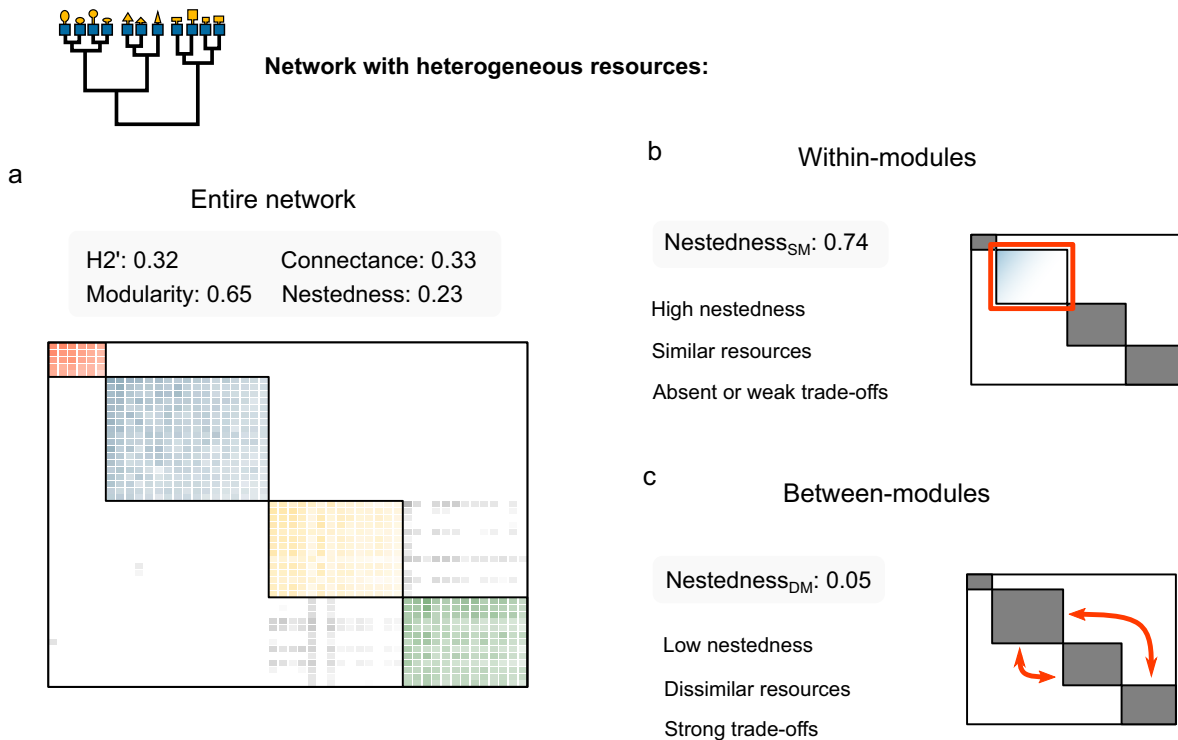 Network with heterogeneous resources:
a
Entire network
H2': 0.32 Connectance: 0.33
Modularity: 0.65 Nestedness: 0.23
b
Within-modules
NestednessSM: 0.74
High nestedness
Similar resources
Absent or weak trade-offs
c
Between-modules
NestednessDM: 0.05
Low nestedness
Dissimilar resources
Strong trade-offs